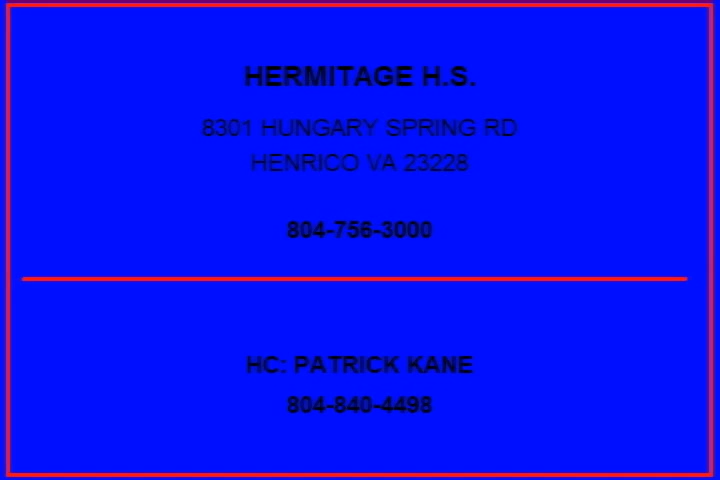 HERMITAGE H.S.
8301 HUNGARY SPRING RD
HENRICO VA 23228
804-756-3000
HC: PATRICK KANE
804-840-4498